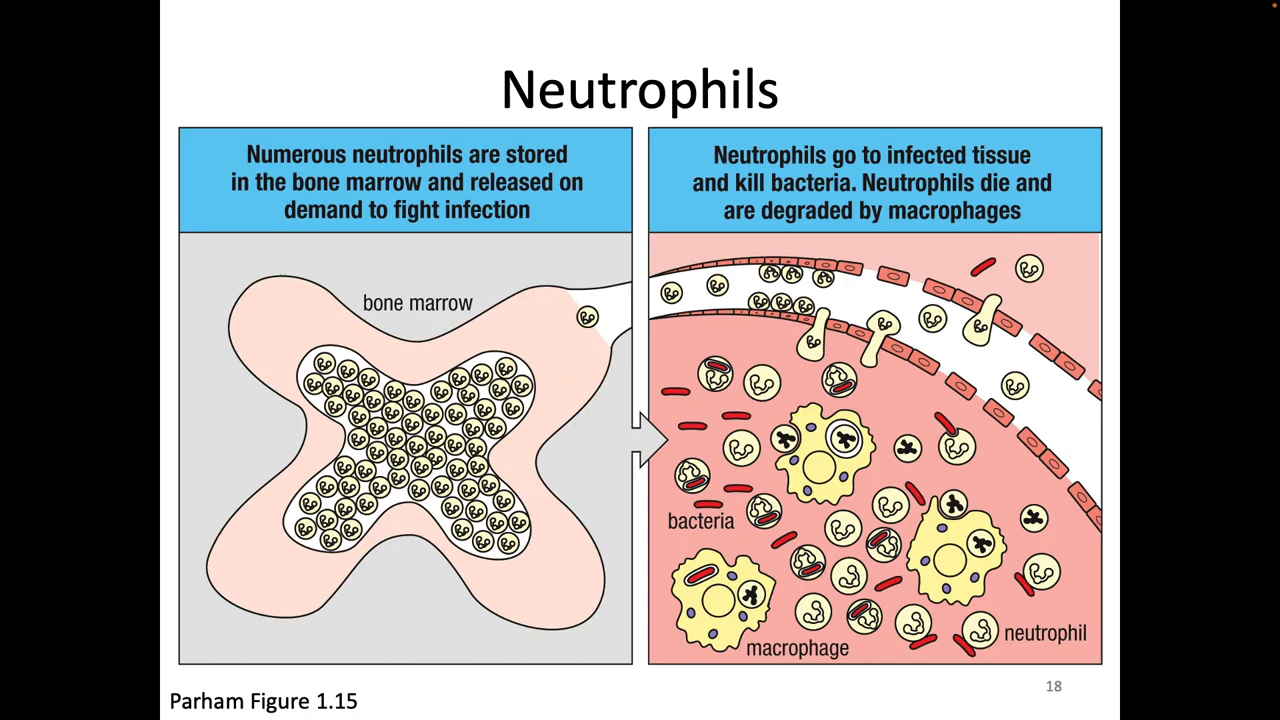 Neutrophils
Numerous neutrophils are stored
in the bone marrow and released on
demand to fight infection
bone marrow
Neutrophils go to infected tissue
and kill bacteria. Neutrophils die and
are degraded by macrophages
bacteria
macrophage
neutrophil
Parham Figure 1.15
18